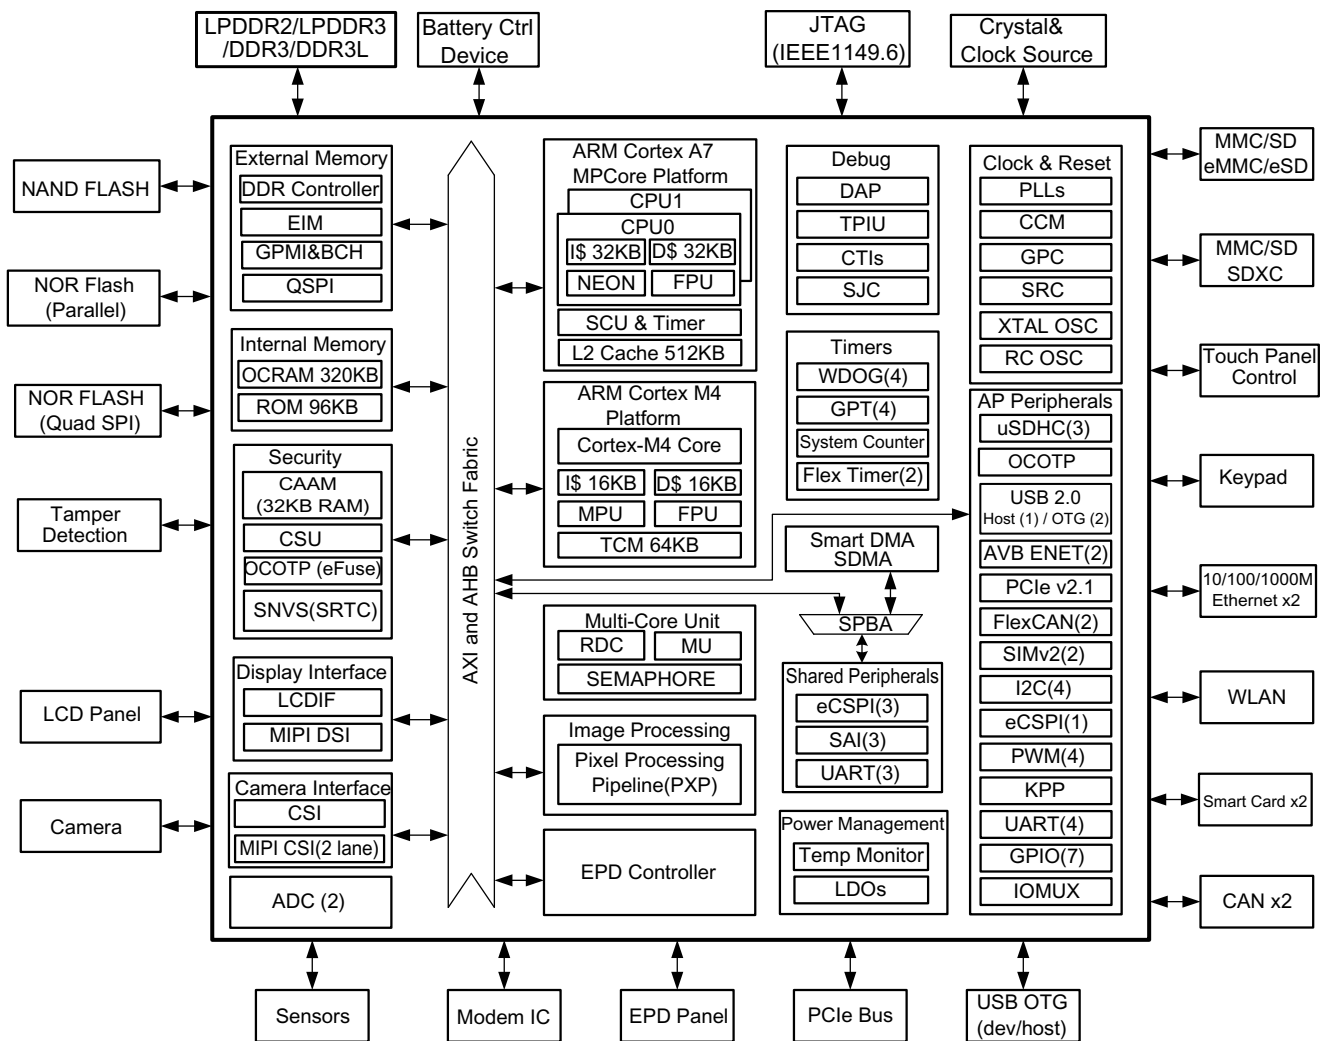 LPDDR2/LPDDR3
/DDR3/DDR3L
Battery Ctrl
Device
JTAG
(IEEE1149.6)
Crystal&
Clock Source
NAND FLASH
NOR Flash
(Parallel)
NOR FLASH
(Quad SPI)
Tamper
Detection
LCD Panel
Camera
External Memory
DDR Controller
EIM
GPMI&BCH
QSPI
Internal Memory
OCRAM 320KB
ROM 96KB
Security
CAAM
(32KB RAM)
CSU
OCOTP (eFuse)
SNVS(SRTC)
Display Interface
LCDIF
MIPI DSI
Camera Interface
CSI
MIPI CSI(2 lane)
ADC (2)
AXI and AHB Switch Fabric
ARM Cortex A7
MPCore Platform
CPU1
CPU0
I$ 32KB
D$ 32KB
NEON
FPU
SCU & Timer
L2 Cache 512KB
ARM Cortex M4
Platform
Cortex-M4 Core
I$ 16KB
D$ 16KB
MPU
FPU
TCM 64KB
Multi-Core Unit
RDC
MU
SEMAPHORE
Image Processing
Pixel Processing
Pipeline(PXP)
EPD Controller
Debug
DAP
TPIU
CTIs
SJC
Timers
WDOG(4)
GPT(4)
System Counter
Flex Timer(2)
Smart DMA
SDMA
SPBA
Shared Peripherals
eCSPI(3)
SAI(3)
UART(3)
Power Management
Temp Monitor
LDOs
Clock & Reset
PLLs
CCM
GPC
SRC
XTAL OSC
RC OSC
AP Peripherals
uSDHC(3)
OCOTP
USB 2.0
Host (1) / OTG (2)
AVB ENET(2)
PCIe v2.1
FlexCAN(2)
SIMv2(2)
I2C(4)
eCSPI(1)
PWM(4)
KPP
UART(4)
GPIO(7)
IOMUX
MMC/SD
eMMC/eSD
MMC/SD
SDXC
Touch Panel
Control
Keypad
10/100/1000M
Ethernet x2
WLAN
Smart Card x2
CAN x2
Sensors
Modem IC
EPD Panel
PCIe Bus
USB OTG
(dev/host)